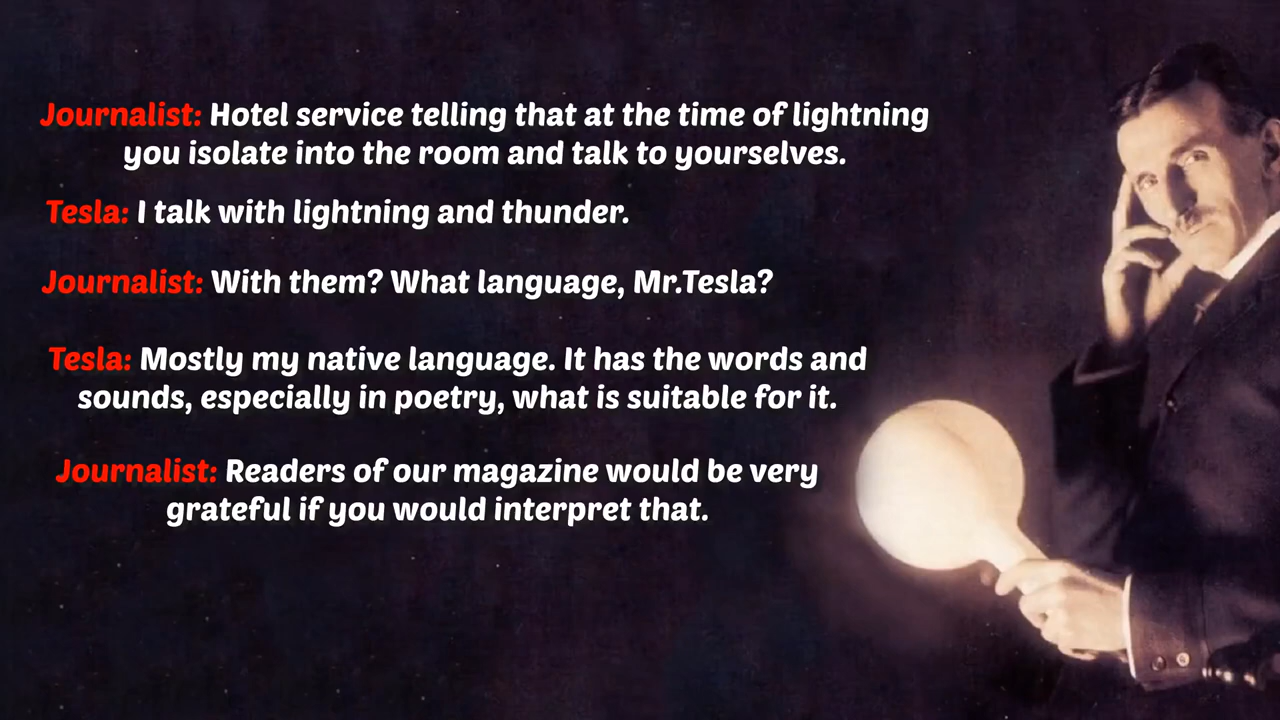 Journalist: Hotel service telling that at the time of lightning
you isolate into the room and talk to yourselves.
Tesla: I talk with lightning and thunder.
Journalist: With them? What language, Mr.Tesla?
Tesla: Mostly my native language. It has the words and
sounds, especially in poetry, what is suitable for it.
Journalist: Readers of our magazine would be very
grateful if you would interpret that.